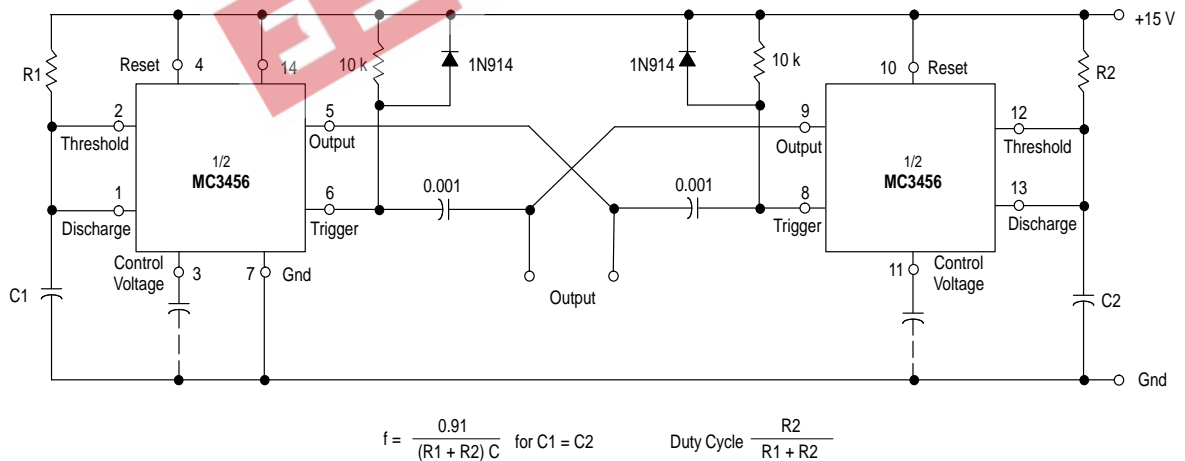 +15 V
R1
Reset
4
14
10 k
1N914
1N914
10 k
10
Reset
R2
2
Threshold
5
Output
9
Output
12
Threshold
1/2
MC3456
1/2
MC3456
1
Discharge
6
Trigger
0.001
0.001
8
Trigger
13
Discharge
Control
Voltage
3
7
Gnd
Output
11
Control
Voltage
C1
C2
Gnd
f = 0.91 / (R1 + R2) C for C1 = C2
Duty Cycle R2 / R1 + R2